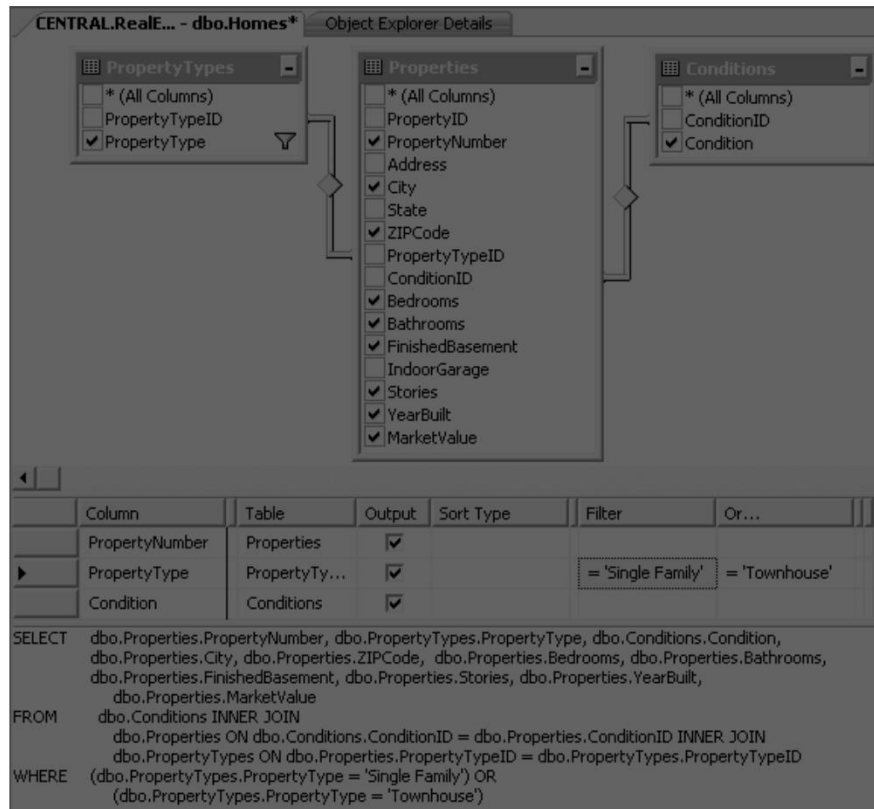 CENTRAL.RealE... - dbo.Homes* Object Explorer Details
PropertyTypes
* (All Columns)
PropertyTypeID
PropertyType
Properties
* (All Columns)
PropertyID
PropertyNumber
Address
City
State
ZIPCode
PropertyTypeID
ConditionID
Bedrooms
Bathrooms
FinishedBasement
IndoorGarage
Stories
YearBuilt
MarketValue
Conditions
* (All Columns)
ConditionID
Condition
Column Table Output Sort Type Filter Or...
PropertyNumber Properties
PropertyType PropertyTy... = 'Single Family' = 'Townhouse'
Condition Conditions
SELECT dbo.Properties.PropertyNumber, dbo.PropertyTypes.PropertyType, dbo.Conditions.Condition,
dbo.Properties.City, dbo.Properties.ZIPCode, dbo.Properties.Bedrooms, dbo.Properties.Bathrooms,
dbo.Properties.FinishedBasement, dbo.Properties.Stories, dbo.Properties.YearBuilt,
dbo.Properties.MarketValue
FROM dbo.Conditions INNER JOIN
dbo.Properties ON dbo.Conditions.ConditionID = dbo.Properties.ConditionID INNER JOIN
dbo.PropertyTypes ON dbo.Properties.PropertyTypeID = dbo.PropertyTypes.PropertyTypeID
WHERE (dbo.PropertyTypes.PropertyType = 'Single Family') OR
(dbo.PropertyTypes.PropertyType = 'Townhouse')